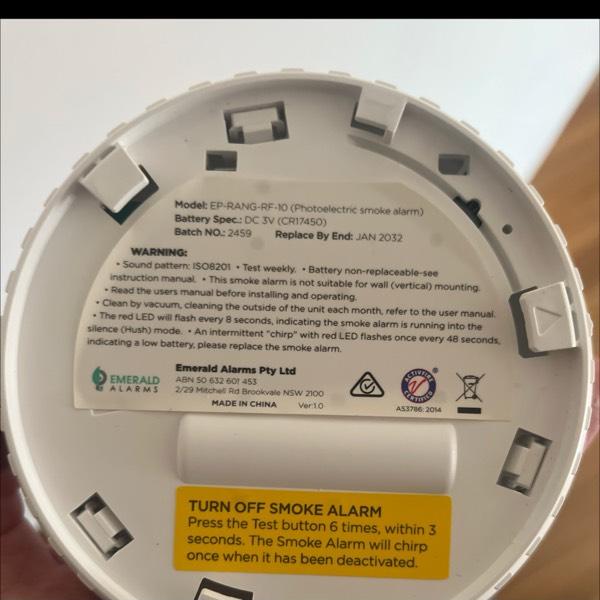 Model: EP-RANG-RF-10 (Photoelectric smoke alarm)
Battery Spec.: DC 3V (CR17450)
Batch NO.: 2459 Replace By End: JAN 2032
WARNING:
• Sound pattern: ISO8201 • Test weekly. • Battery non-replaceable-see
instruction manual. • This smoke alarm is not suitable for wall (vertical) mounting.
• Read the users manual before installing and operating.
• Clean by vacuum, cleaning the outside of the unit each month, refer to the user manual.
• The red LED will flash every 8 seconds, indicating the smoke alarm is running into the
silence (Hush) mode. • An intermittent "chirp" with red LED flashes once every 48 seconds,
indicating a low battery, please replace the smoke alarm.
EMERALD
ALARMS
Emerald Alarms Pty Ltd
ABN 50 632 601 453
2/29 Mitchell Rd Brookvale NSW 2100
MADE IN CHINA Ver:1.0
ACTIVFIRE
CERTIFIED
®
AS3786: 2014
TURN OFF SMOKE ALARM
Press the Test button 6 times, within 3
seconds. The Smoke Alarm will chirp
once when it has been deactivated.